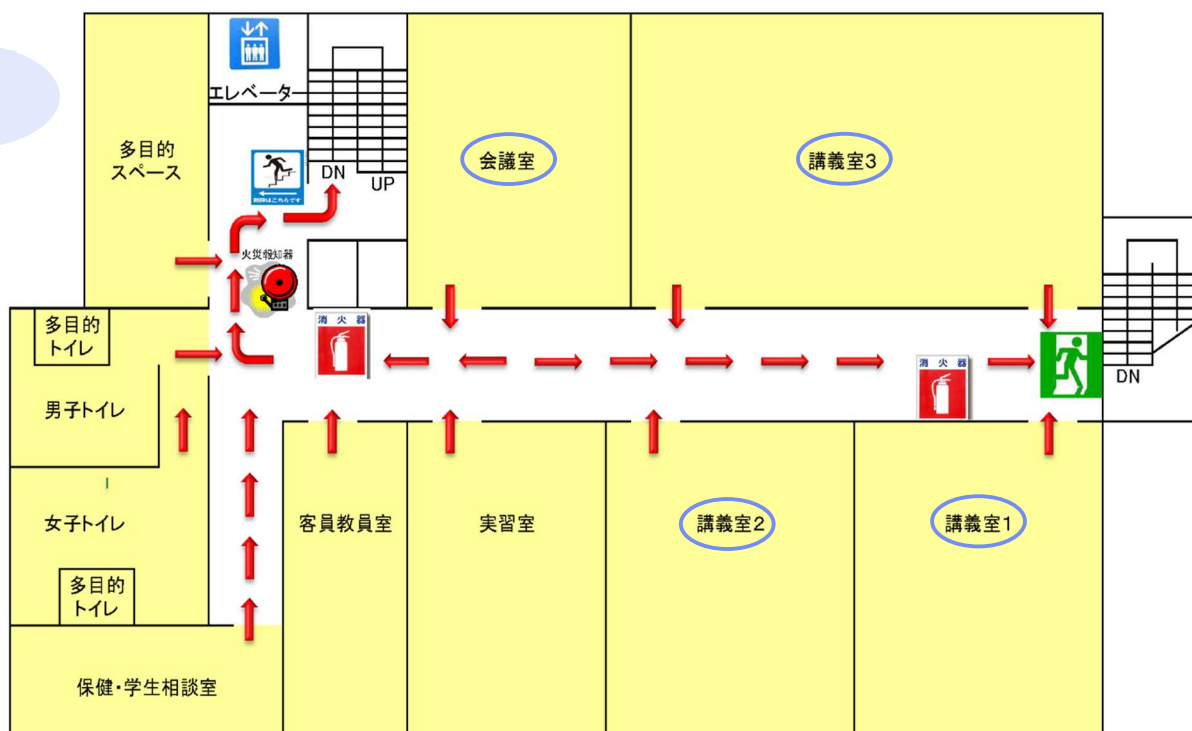 エレベーター
多目的
スペース
DN
UP
会議室
講義室3
火災報知器
多目的
トイレ
消火器
消火器
DN
男子トイレ
女子トイレ
客員教員室
実習室
講義室2
講義室1
多目的
トイレ
保健・学生相談室